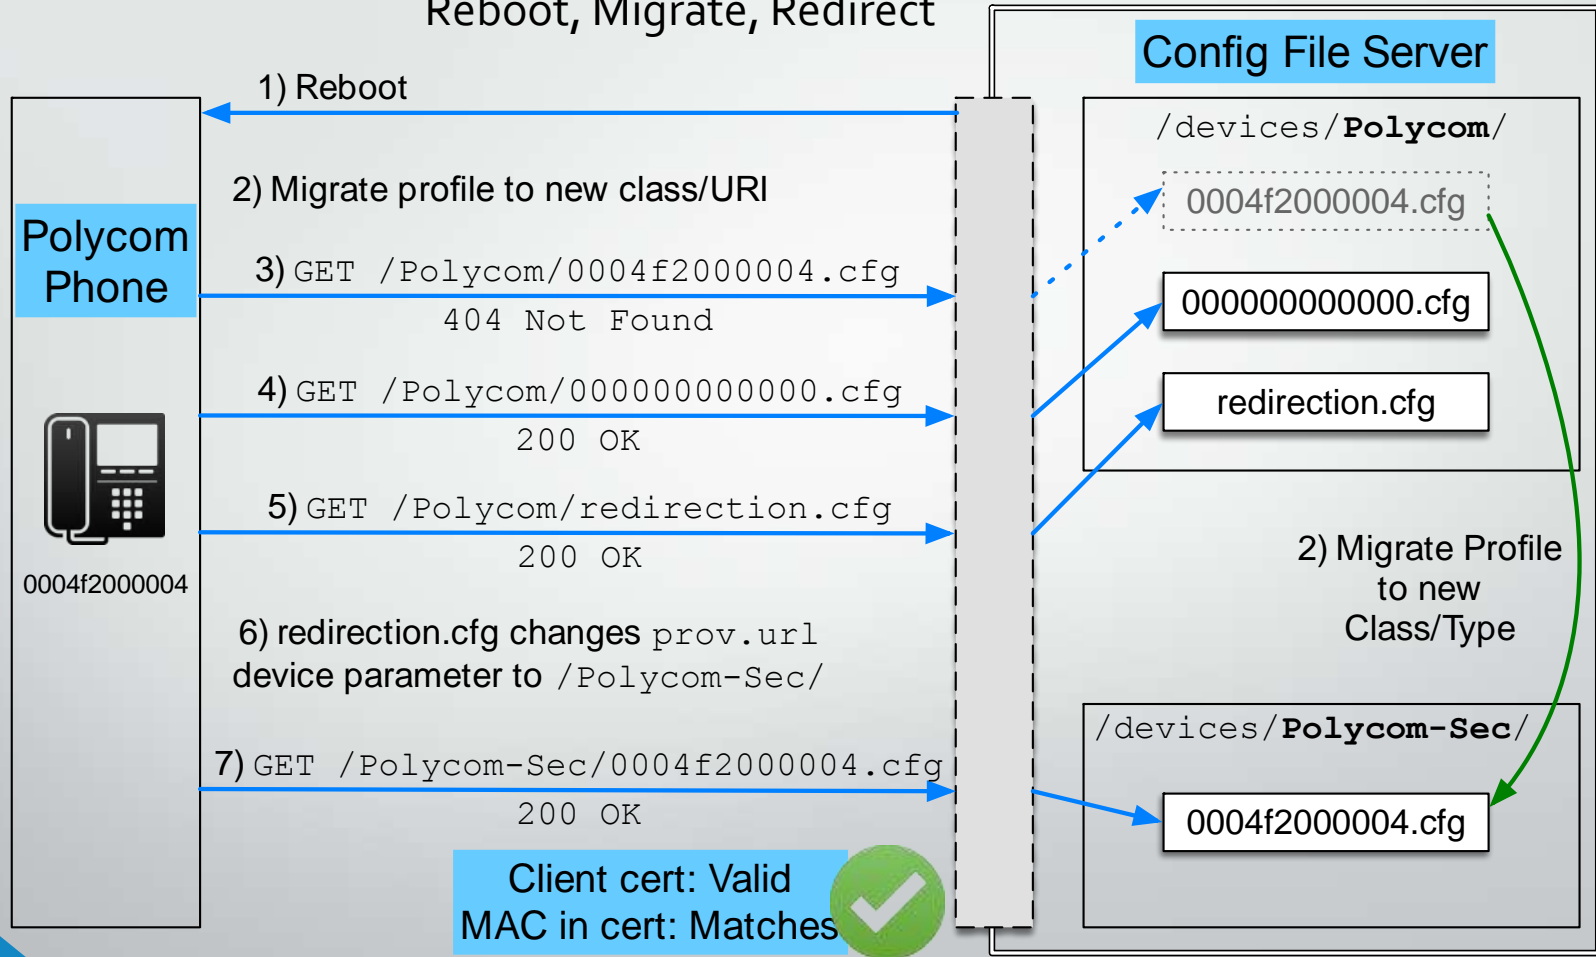 Reboot, Migrate, Redirect
Config File Server
1) Reboot
/devices/Polycom/
2) Migrate profile to new class/URI
0004f2000004.cfg
Polycom
Phone
3) GET /Polycom/0004f2000004.cfg
404 Not Found
000000000000.cfg
4) GET /Polycom/000000000000.cfg
200 OK
redirection.cfg
5) GET /Polycom/redirection.cfg
200 OK
0004f2000004
2) Migrate Profile
to new
Class/Type
6) redirection.cfg changes prov.url
device parameter to /Polycom-Sec/
/devices/Polycom-Sec/
7) GET /Polycom-Sec/0004f2000004.cfg
200 OK
0004f2000004.cfg
Client cert: Valid
MAC in cert: Matches